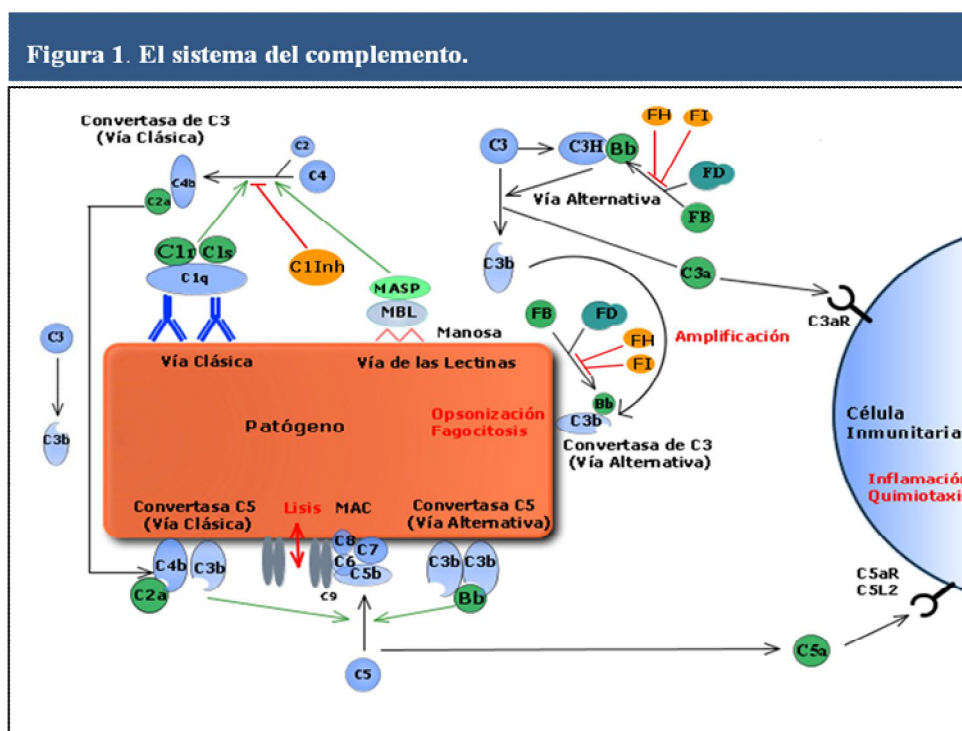 Figura 1. El sistema del complemento.
Convertasa de C3
(Vía Clásica)
C2
C4
C4b
C2a
C1r
C1s
C1q
C1Inh
MASP
MBL
Manosa
C3
C3H
Bb
FH
FI
FD
FB
Vía Alternativa
C3b
C3a
C3aR
FB
FD
FH
FI
Amplificación
Bb
C3b
Convertasa de C3
(Vía Alternativa)
C3
C3b
Vía Clásica
Vía de las Lectinas
Patógeno
Opsonización
Fagocitosis
Célula
Inmunitaria
Inflamación
Quimiotaxi
Convertasa C5
(Vía Clásica)
Lisis
MAC
Convertasa C5
(Vía Alternativa)
C4b
C3b
C2a
C8
C7
C6
C5b
C9
C3b
C3b
Bb
C5
C5a
C5aR
C5L2